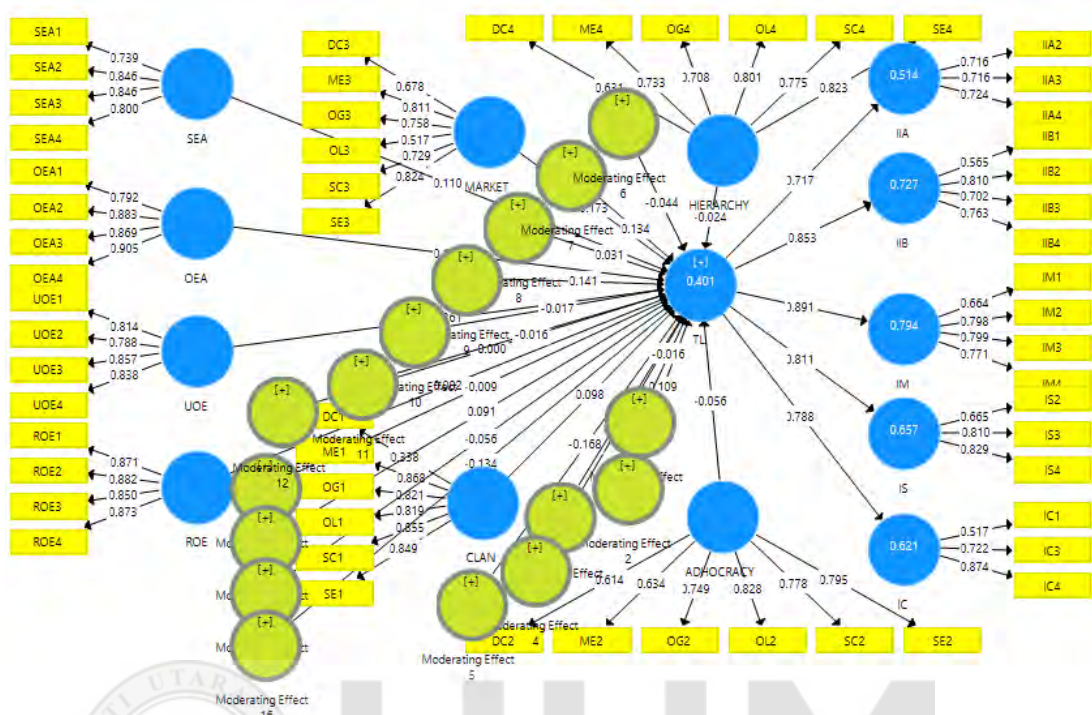 SEA1
SEA2
SEA3
SEA4
0.739
0.846
0.846
0.800
SEA
OEA1
OEA2
OEA3
OEA4
0.792
0.883
0.869
0.905
OEA
UOE1
UOE2
UOE3
UOE4
0.814
0.788
0.857
0.838
UOE
ROE1
ROE2
ROE3
ROE4
0.871
0.882
0.850
0.873
ROE
DC3
ME3
OG3
OL3
SC3
SE3
0.678
0.811
0.758
0.517
0.729
0.824
MARKET
0.110
DC4
ME4
OG4
OL4
SC4
SE4
0.733
0.708
0.801
0.775
0.823
HIERARCHY
-0.024
[+]
Moderating Effect
6
-0.044
[+]
0.134
[+]
Moderating Effect
7
0.031
[+]
8
0.141
-0.017
[+]
-0.016
0.000
[+]
10
-0.009
[+]
Moderating Effect
11
0.091
-0.056
-0.134
[+]
Moderating Effect
12
[+]
[+]
[+]
Moderating Effect
[+]
TL
0.401
DC1
ME1
OG1
OL1
SC1
SE1
0.338
0.868
0.821
0.819
0.855
0.849
CLAN
0.098
-0.168
-0.016
-0.056
[+]
[+]
[+]
Moderating Effect
2
[+]
Effect
[+]
4
Moderating Effect
5
ADHOCRACY
0.614
0.634
0.749
0.828
0.778
0.795
DC2
ME2
OG2
OL2
SC2
SE2
0.717
0.853
0.891
0.811
0.788
0.514
IIA
0.716
0.716
0.724
IIA2
IIA3
IIA4
0.727
IIB
0.565
0.810
0.702
0.763
IIB1
IIB2
IIB3
IIB4
0.794
IM
0.664
0.798
0.799
0.771
IM1
IM2
IM3
IM4
0.657
IS
0.665
0.810
0.829
IS2
IS3
IS4
0.621
IC
0.517
0.722
0.874
IC1
IC3
IC4
UTAR